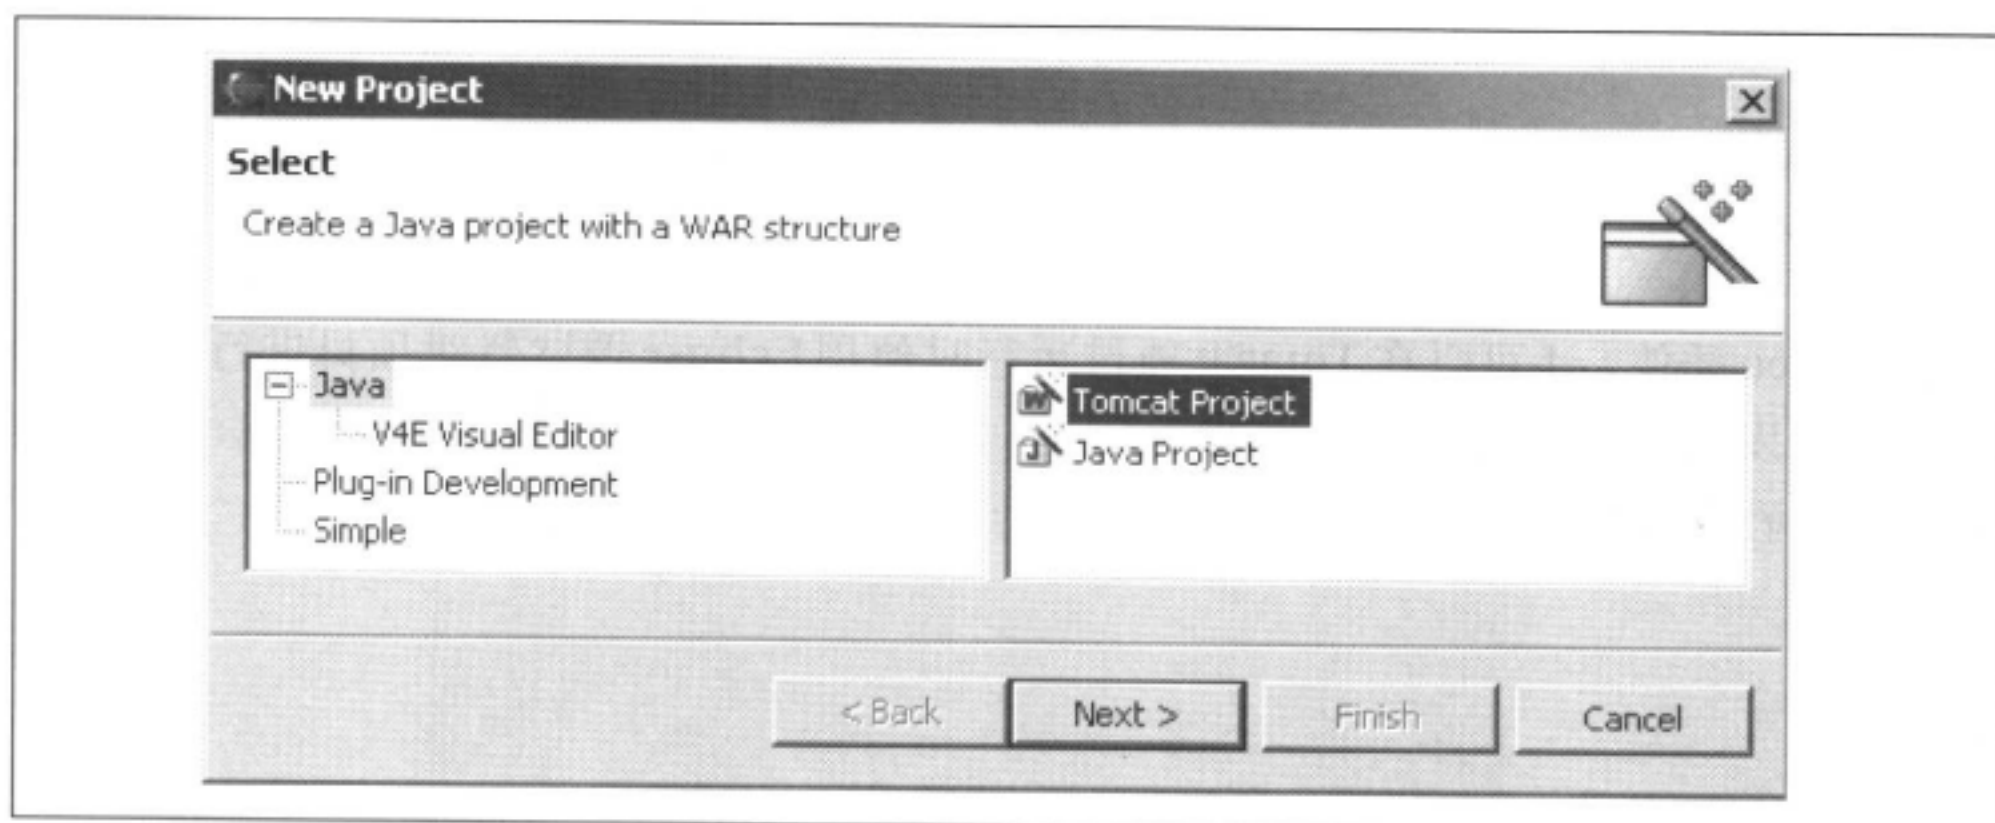 New Project
Select
Create a Java project with a WAR structure
Java
V4E Visual Editor
Plug-in Development
Simple
Tomcat Project
Java Project
< Back
Next >
Finish
Cancel